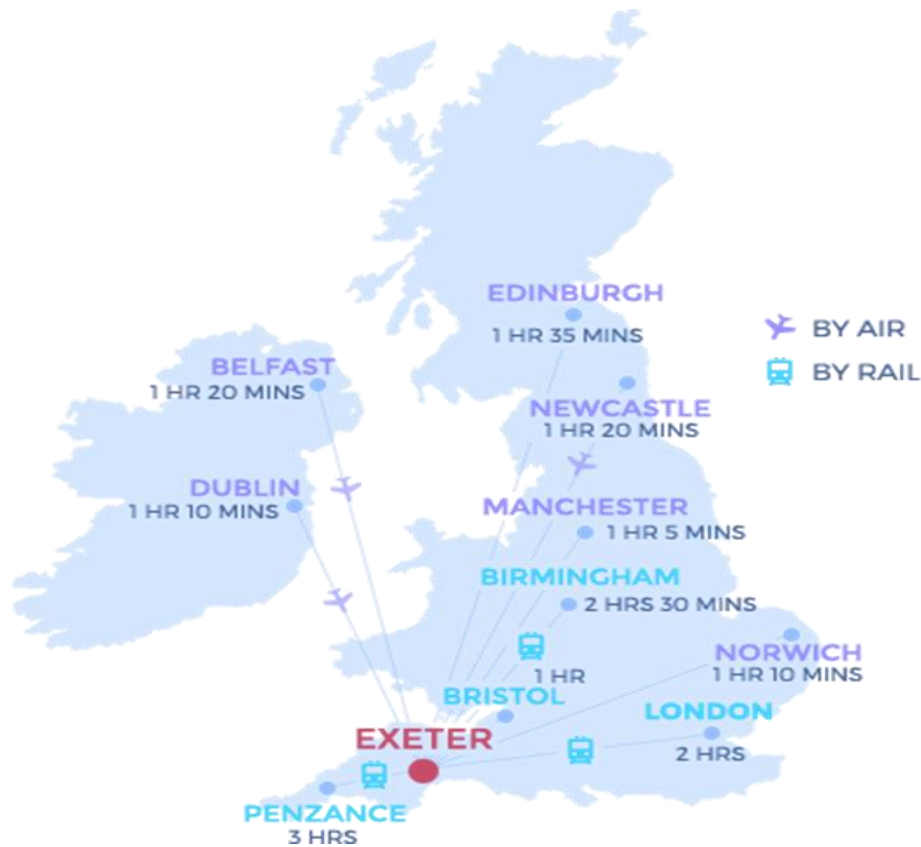 EDINBURGH
1 HR 35 MINS
BY AIR
BY RAIL
BELFAST
1 HR 20 MINS
NEWCASTLE
1 HR 20 MINS
DUBLIN
1 HR 10 MINS
MANCHESTER
1 HR 5 MINS
BIRMINGHAM
2 HRS 30 MINS
NORWICH
1 HR 10 MINS
1 HR
BRISTOL
LONDON
2 HRS
EXETER
PENZANCE
3 HRS